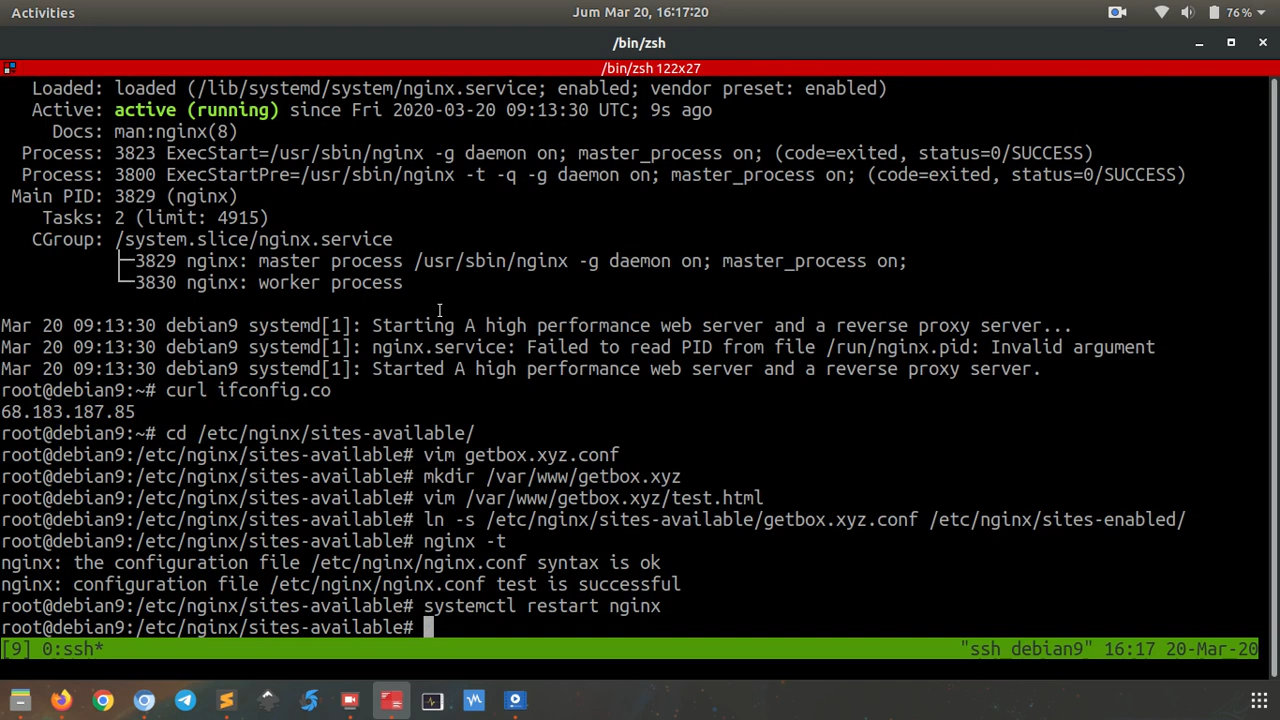 Activities
Jum Mar 20, 16:17:20
76%
/bin/zsh
/bin/zsh 122x27
Loaded: loaded (/lib/systemd/system/nginx.service; enabled; vendor preset: enabled)
Active: active (running) since Fri 2020-03-20 09:13:30 UTC; 9s ago
Docs: man:nginx(8)
Process: 3823 ExecStart=/usr/sbin/nginx -g daemon on; master_process on; (code=exited, status=0/SUCCESS)
Process: 3800 ExecStartPre=/usr/sbin/nginx -t -q -g daemon on; master_process on; (code=exited, status=0/SUCCESS)
Main PID: 3829 (nginx)
Tasks: 2 (limit: 4915)
CGroup: /system.slice/nginx.service
├─3829 nginx: master process /usr/sbin/nginx -g daemon on; master_process on;
└─3830 nginx: worker process
Mar 20 09:13:30 debian9 systemd[1]: Starting A high performance web server and a reverse proxy server...
Mar 20 09:13:30 debian9 systemd[1]: nginx.service: Failed to read PID from file /run/nginx.pid: Invalid argument
Mar 20 09:13:30 debian9 systemd[1]: Started A high performance web server and a reverse proxy server.
root@debian9:~# curl ifconfig.co
68.183.187.85
root@debian9:~# cd /etc/nginx/sites-available/
root@debian9:/etc/nginx/sites-available# vim getbox.xyz.conf
root@debian9:/etc/nginx/sites-available# mkdir /var/www/getbox.xyz
root@debian9:/etc/nginx/sites-available# vim /var/www/getbox.xyz/test.html
root@debian9:/etc/nginx/sites-available# ln -s /etc/nginx/sites-available/getbox.xyz.conf /etc/nginx/sites-enabled/
root@debian9:/etc/nginx/sites-available# nginx -t
nginx: the configuration file /etc/nginx/nginx.conf syntax is ok
nginx: configuration file /etc/nginx/nginx.conf test is successful
root@debian9:/etc/nginx/sites-available# systemctl restart nginx
root@debian9:/etc/nginx/sites-available#
[9] 0:ssh* "ssh debian9" 16:17 20-Mar-20